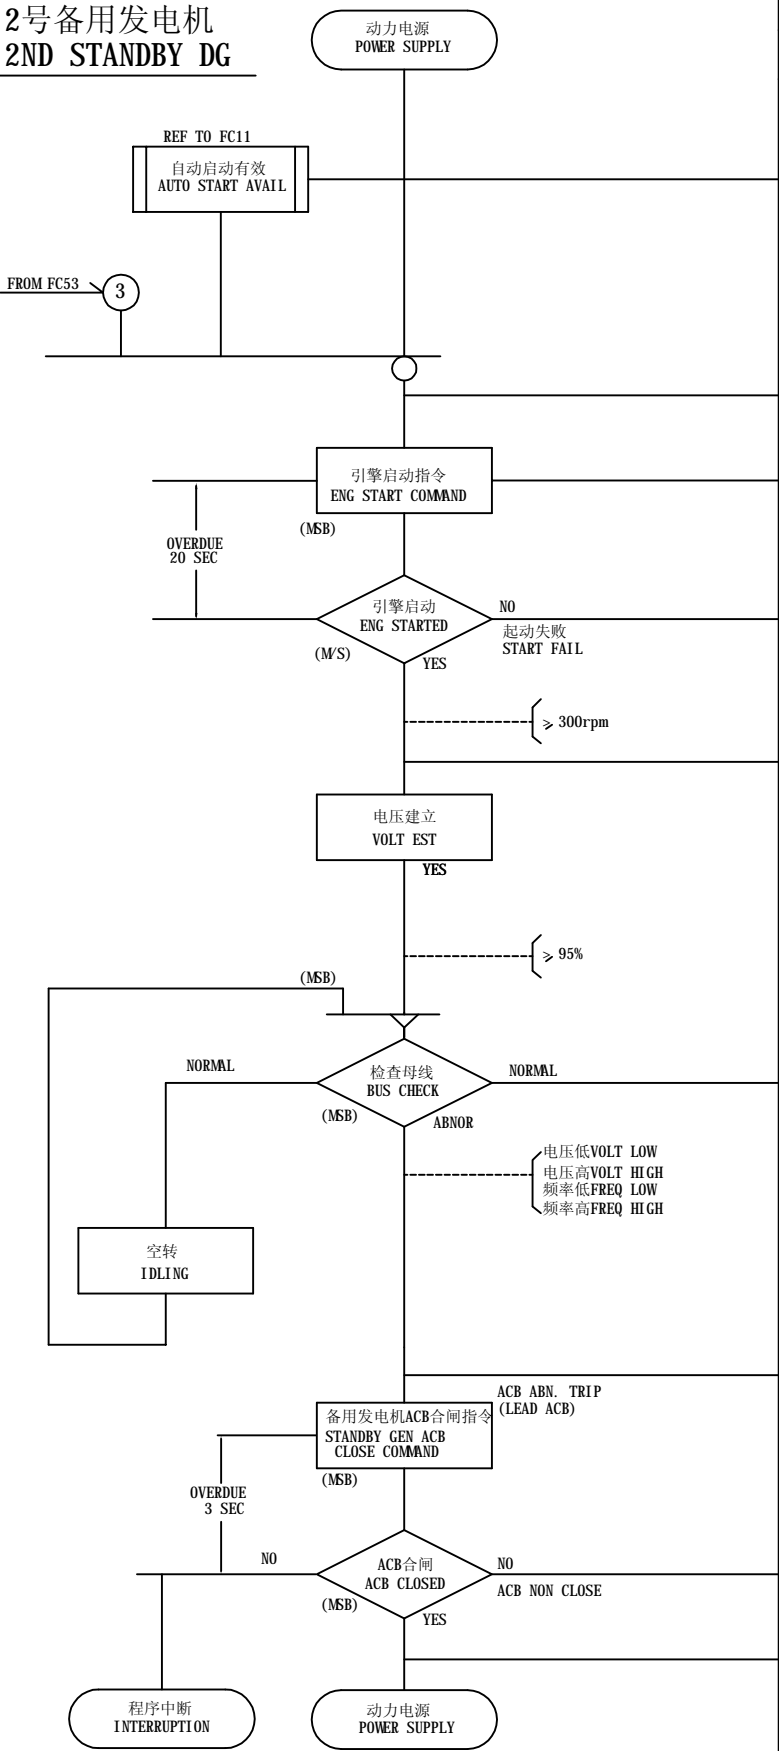 2号备用发电机
2ND STANDBY DG
动力电源
POWER SUPPLY
REF TO FC11
自动启动有效
AUTO START AVAIL
FROM FC53
3
引擎启动指令
ENG START COMMAND
(MSB)
OVERDUE
20 SEC
引擎启动
ENG STARTED
NO
起动失败
START FAIL
(M/S)
YES
≥ 300rpm
电压建立
VOLT EST
YES
≥ 95%
(MSB)
NORMAL
检查母线
BUS CHECK
NORMAL
(MSB)
ABNOR
电压低VOLT LOW
电压高VOLT HIGH
频率低FREQ LOW
频率高FREQ HIGH
空转
IDLING
ACB ABN. TRIP
(LEAD ACB)
备用发电机ACB合闸指令
STANDBY GEN ACB
CLOSE COMMAND
(MSB)
OVERDUE
3 SEC
NO
ACB合闸
ACB CLOSED
NO
ACB NON CLOSE
(MSB)
YES
程序中断
INTERRUPTION
动力电源
POWER SUPPLY